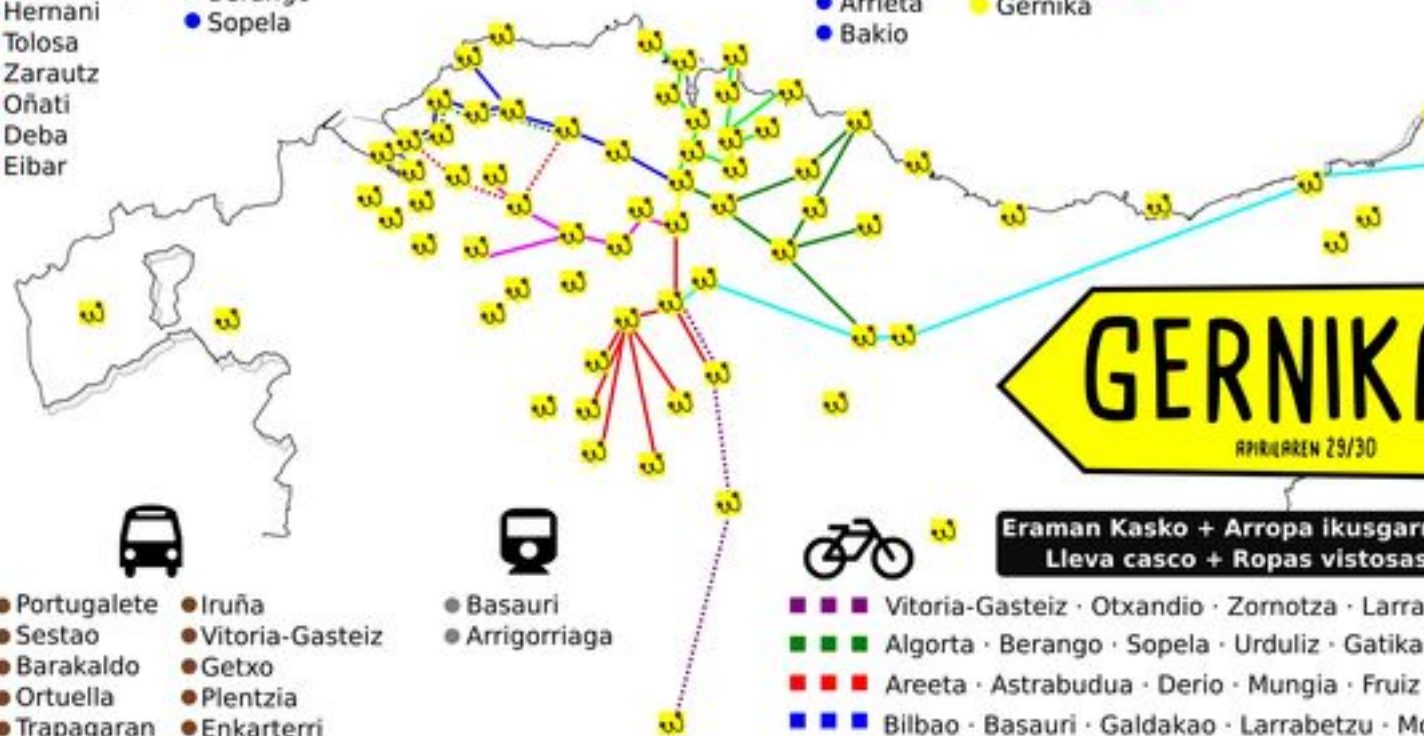 Hernani
Tolosa
Zarautz
Oñati
Deba
Eibar
Sopela
Arrieta
Bakio
Gernika
GERNIK
APIRILAREN 29/30
Eraman Kasko + Arropa
Lleva casco + Ropas vistosas
Portugalete
Sestao
Barakaldo
Ortuella
Trapagaran
Iruña
Vitoria-Gasteiz
Getxo
Plentzia
Enkarterri
Basauri
Arrigorriaga
Vitoria-Gasteiz · Otxandio · Zornotza · Larra
Algorta · Berango · Sopela · Urduliz · Gatika
Areeta · Astrabudua · Derio · Mungia · Fruiz
Bilbao · Basauri · Galdakao · Larrabetzu ·